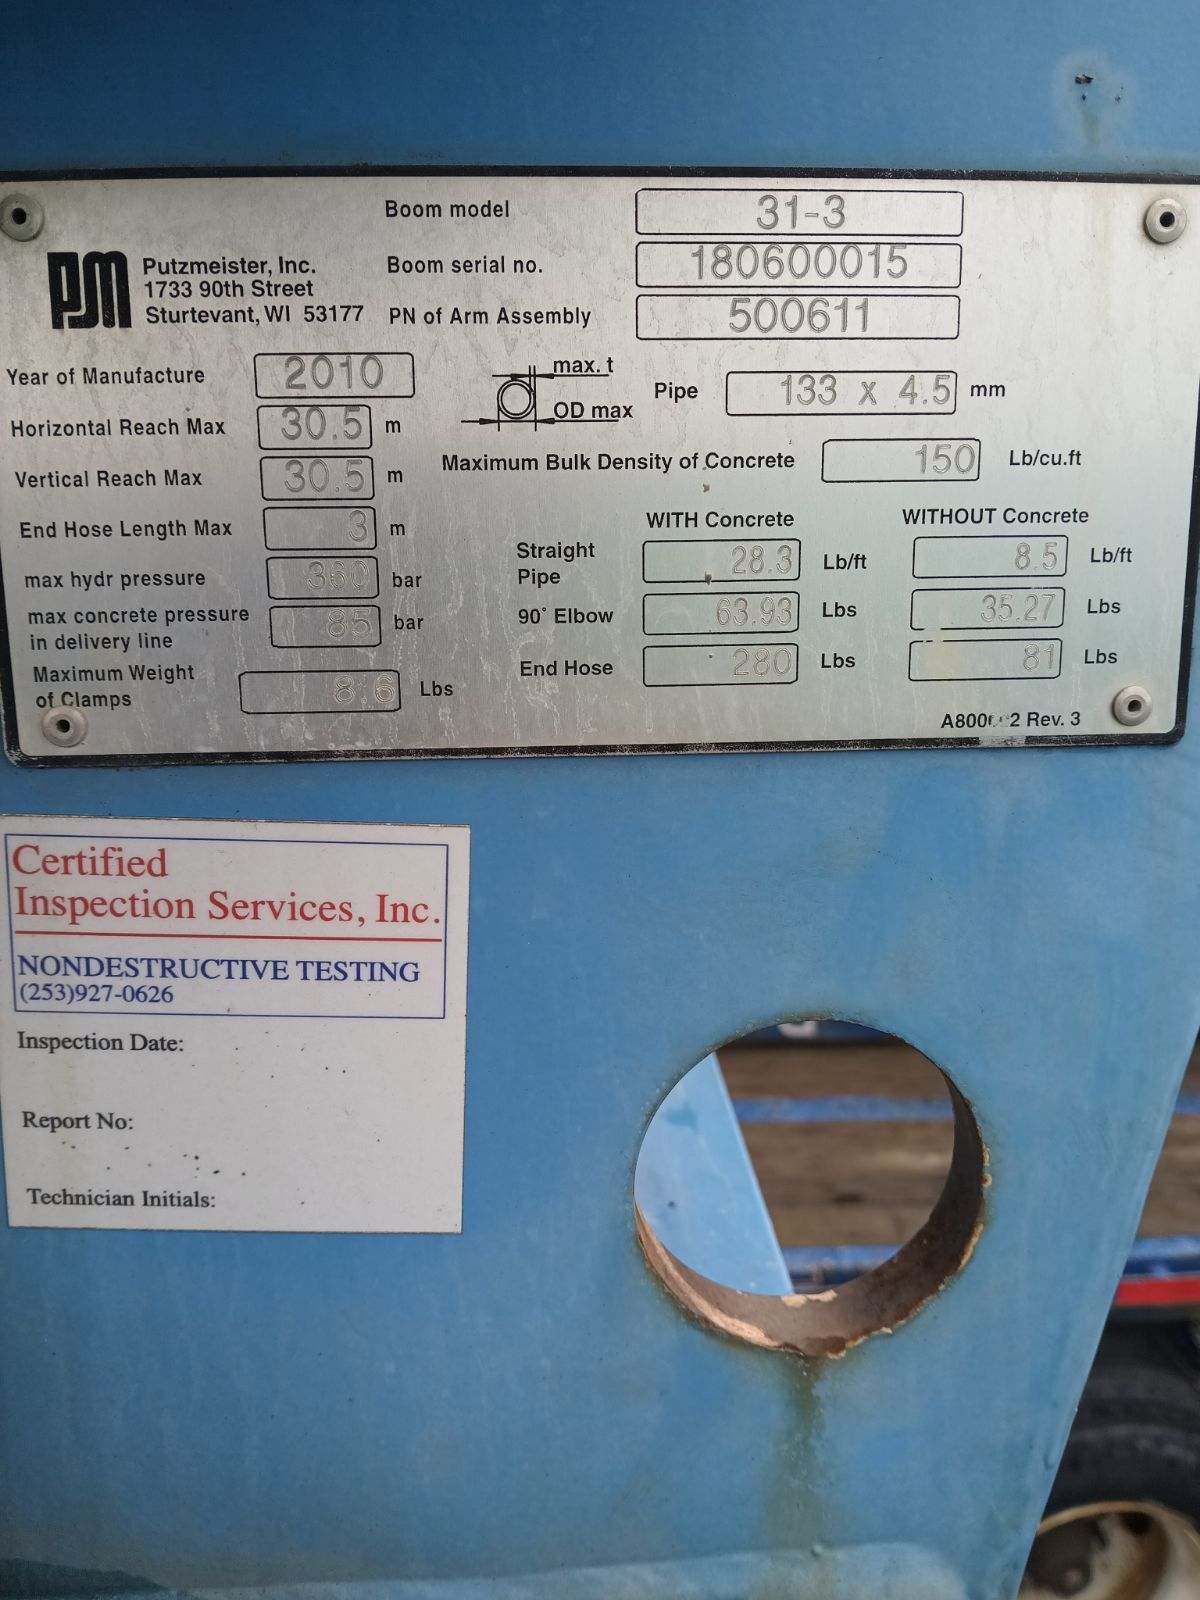 Boom model 31-3
PM
Putzmeister, Inc.
1733 90th Street
Sturtevant, WI 53177
Boom serial no. 180600015
PN of Arm Assembly 500611
Year of Manufacture 2010
Horizontal Reach Max 30.5 m
Vertical Reach Max 30.5 m
End Hose Length Max 3 m
max hydr pressure 360 bar
max concrete pressure
in delivery line 85 bar
Maximum Weight
of Clamps 8.6 Lbs
max. t
OD max
Pipe 133 x 4.5 mm
Maximum Bulk Density of Concrete 150 Lb/cu.ft
WITH Concrete WITHOUT Concrete
Straight
Pipe 28.3 Lb/ft 8.5 Lb/ft
90° Elbow 63.93 Lbs 35.27 Lbs
End Hose 280 Lbs 81 Lbs
Rev. 3
Certified
Inspection Services, Inc.
NONDESTRUCTIVE TESTING
(253)927-0626
Inspection Date:
Report No:
Technician Initials: